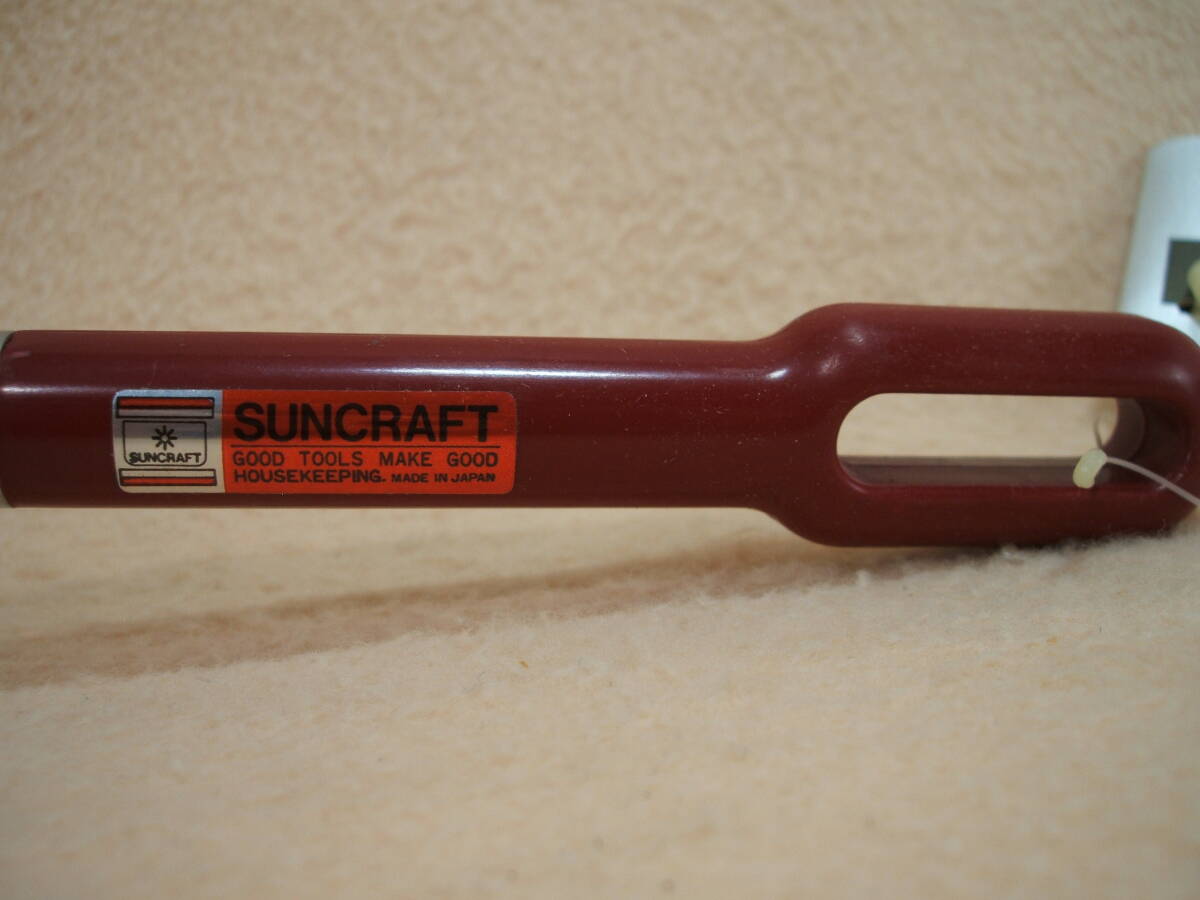 SUNCRAFT
SUNCRAFT
GOOD TOOLS MAKE GOOD
HOUSEKEEPING. MADE IN JAPAN